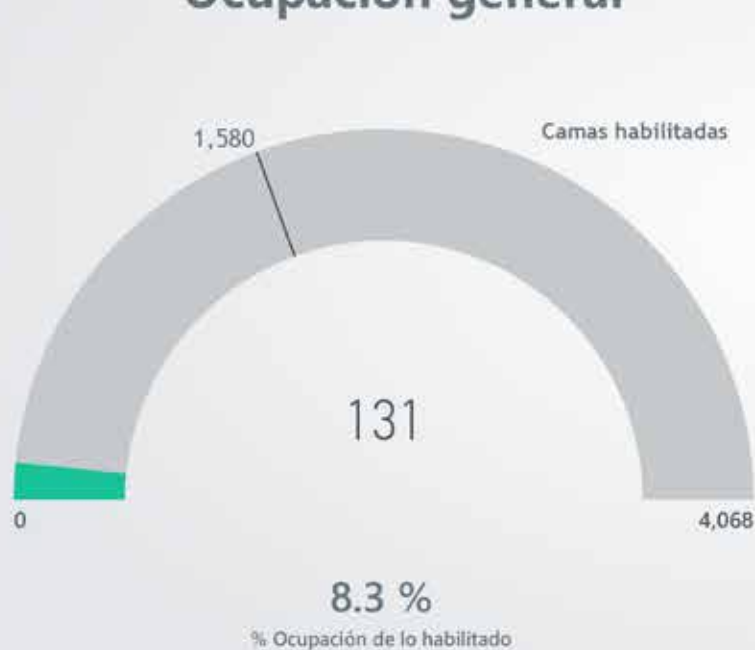 Ocupación general
Camas habilitadas
1,580
131
0
4,068
8.3 %
% Ocupación de lo habilitado